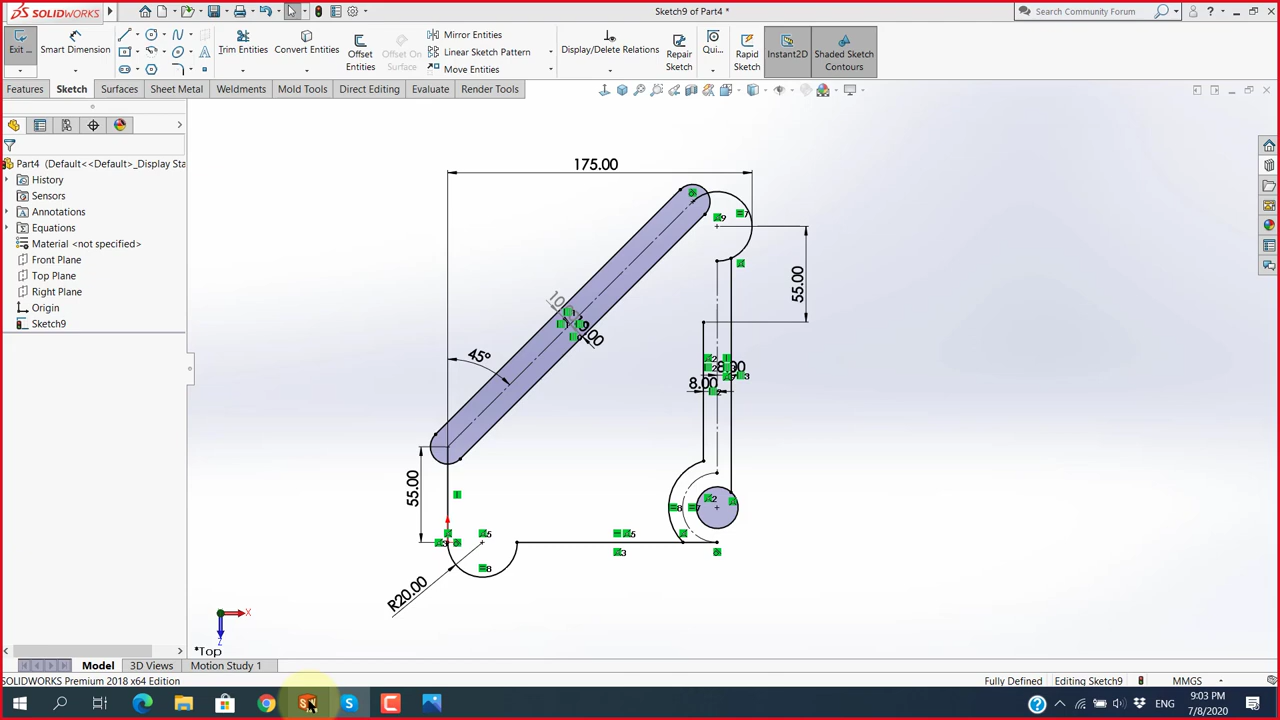 SOLIDWORKS
Sketch9 of Part4 *
Search Community Forum
Exit ...
Smart Dimension
Trim Entities
Convert Entities
Offset Entities
Offset On Surface
Mirror Entities
Linear Sketch Pattern
Move Entities
Display/Delete Relations
Repair Sketch
Qui...
Rapid Sketch
Instant2D
Shaded Sketch Contours
Features
Sketch
Surfaces
Sheet Metal
Weldments
Mold Tools
Direct Editing
Evaluate
Render Tools
Part4 (Default<<Default>_Display Sta
History
Sensors
Annotations
Equations
Material <not specified>
Front Plane
Top Plane
Right Plane
Origin
Sketch9
175.00
55.00
45°
8.00
8.00
55.00
R20.00
X
Z
*Top
Model
3D Views
Motion Study 1
SOLIDWORKS Premium 2018 x64 Edition
Fully Defined
Editing Sketch9
MMGS
ENG
9:03 PM
7/8/2020